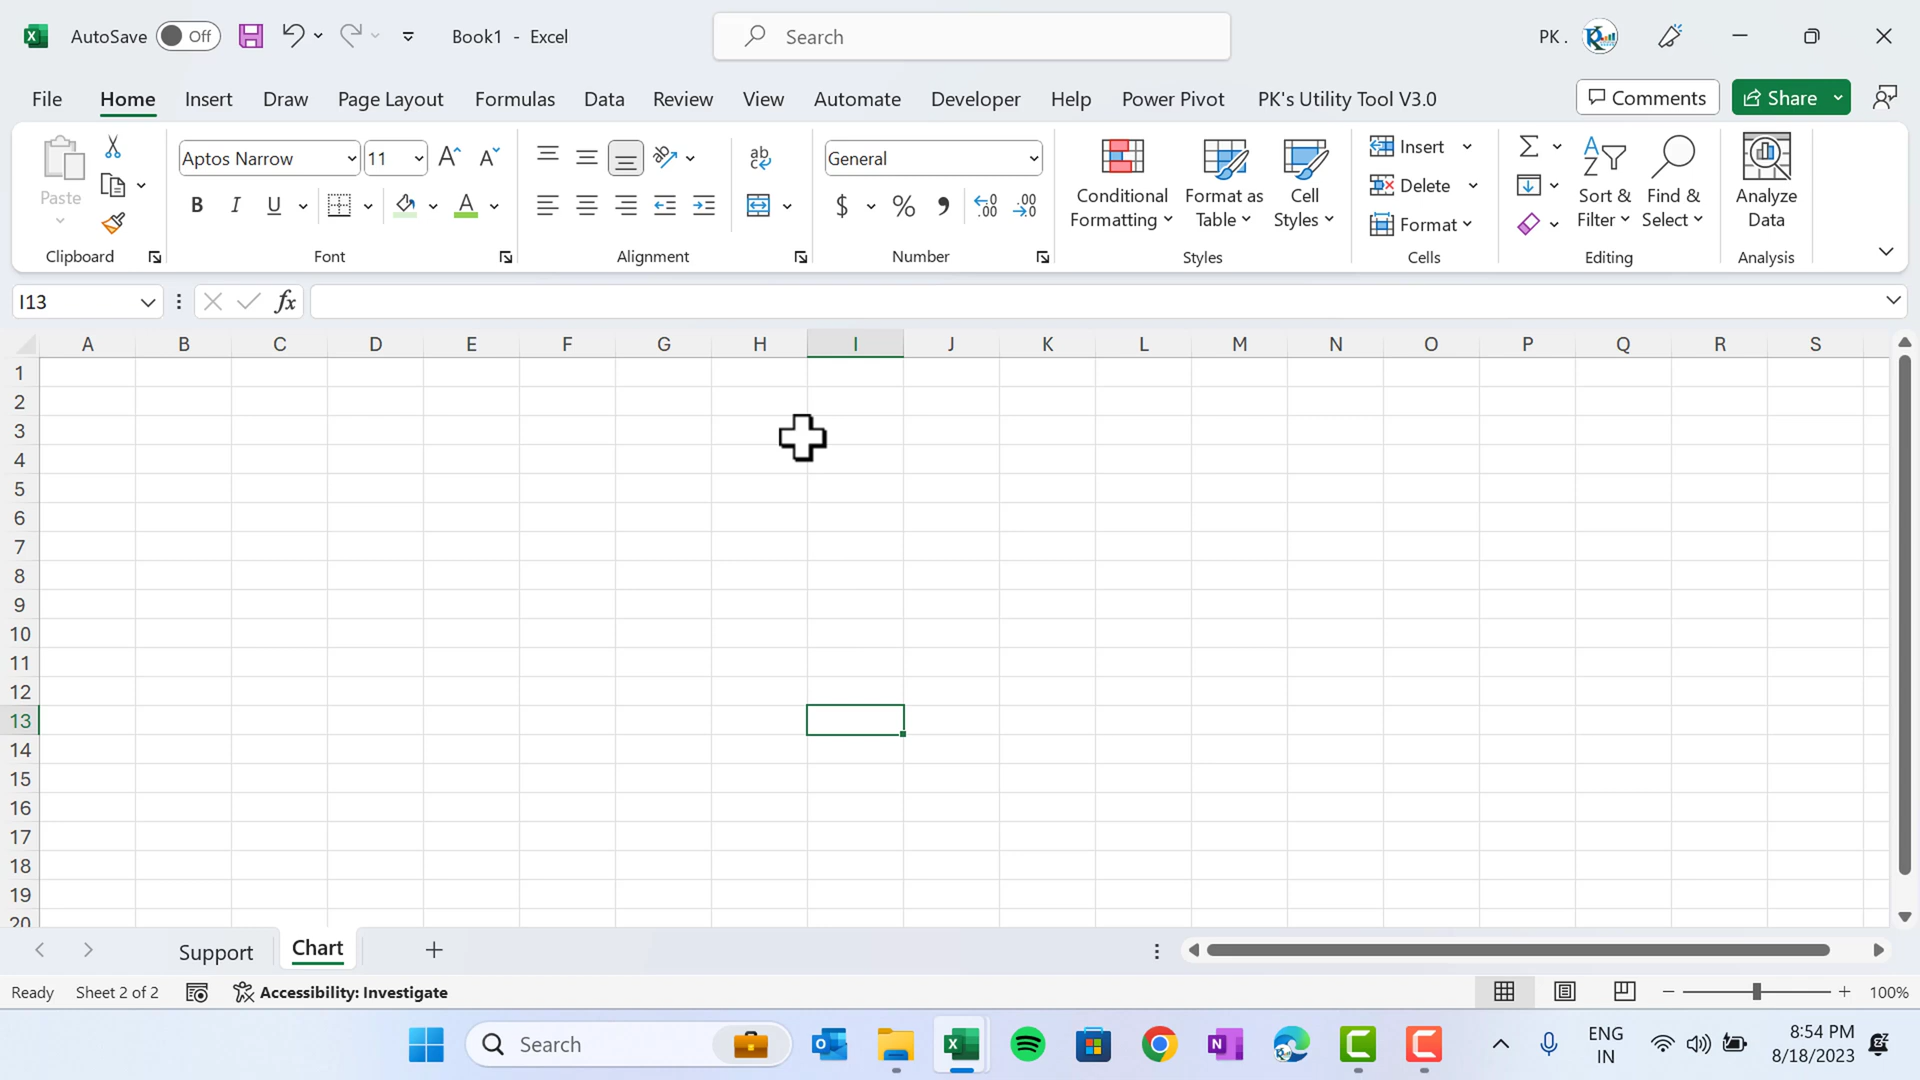 AutoSave Off Book1 - Excel Search PK .
File Home Insert Draw Page Layout Formulas Data Review View Automate Developer Help Power Pivot PK's Utility Tool V3.0 Comments Share
Paste Aptos Narrow 11 A A ab General Conditional Formatting Format as Table Cell Styles Insert Delete Format Sort & Filter Find & Select Analyze Data
B I U A $ % .00 .00
Clipboard Font Alignment Number Styles Cells Editing Analysis
I13 fx
A B C D E F G H I J K L M N O P Q R S
1
2
3
4
5
6
7
8
9
10
11
12
13
14
15
16
17
18
19
20
Support Chart
Ready Sheet 2 of 2 Accessibility: Investigate 100%
Search ENG 8:54 PM
IN 8/18/2023